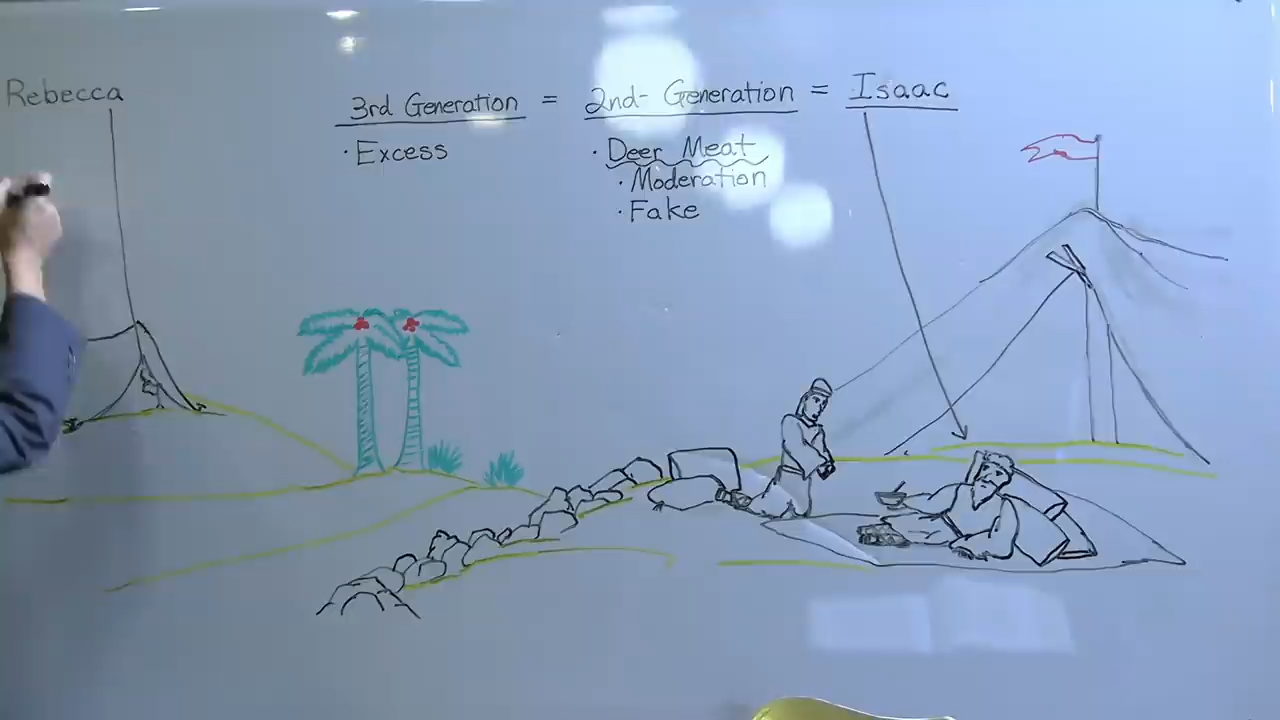 Rebecca
3rd Generation = 2nd- Generation = Isaac
· Excess
· Deer Meat
· Moderation
· Fake